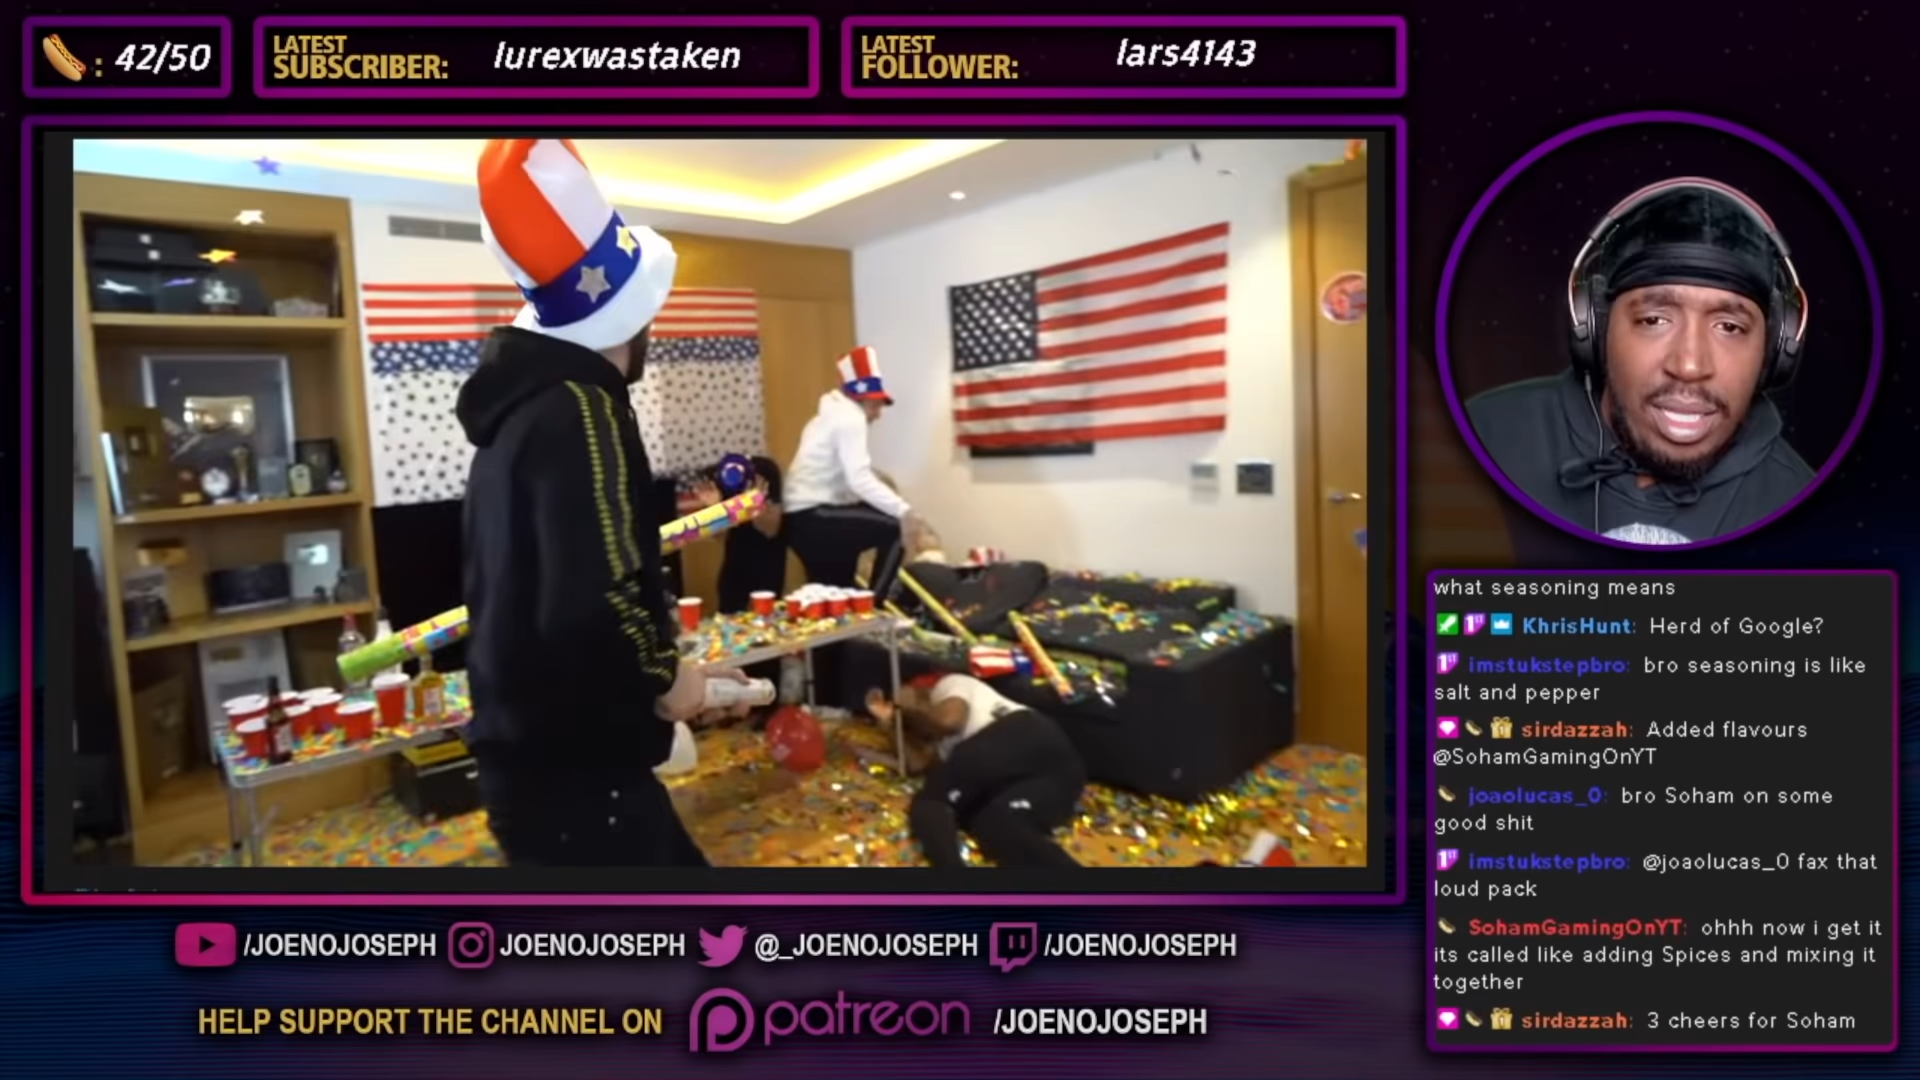 : 42/50
LATEST
SUBSCRIBER:
lurexwastaken
LATEST
FOLLOWER:
lars4143
what seasoning means
KhrisHunt: Herd of Google?
imstukstepbro: bro seasoning is like
salt and pepper
sirdazzah: Added flavours
@SohamGamingOnYT
joaolucas_0: bro Soham on some
good shit
imstukstepbro: @joaolucas_0 fax that
loud pack
SohamGamingOnYT: ohhh now i get it
its called like adding Spices and mixing it
together
sirdazzah: 3 cheers for Soham
/JOENOJOSEPH
JOENOJOSEPH
@_JOENOJOSEPH
/JOENOJOSEPH
HELP SUPPORT THE CHANNEL ON
patreon
/JOENOJOSEPH